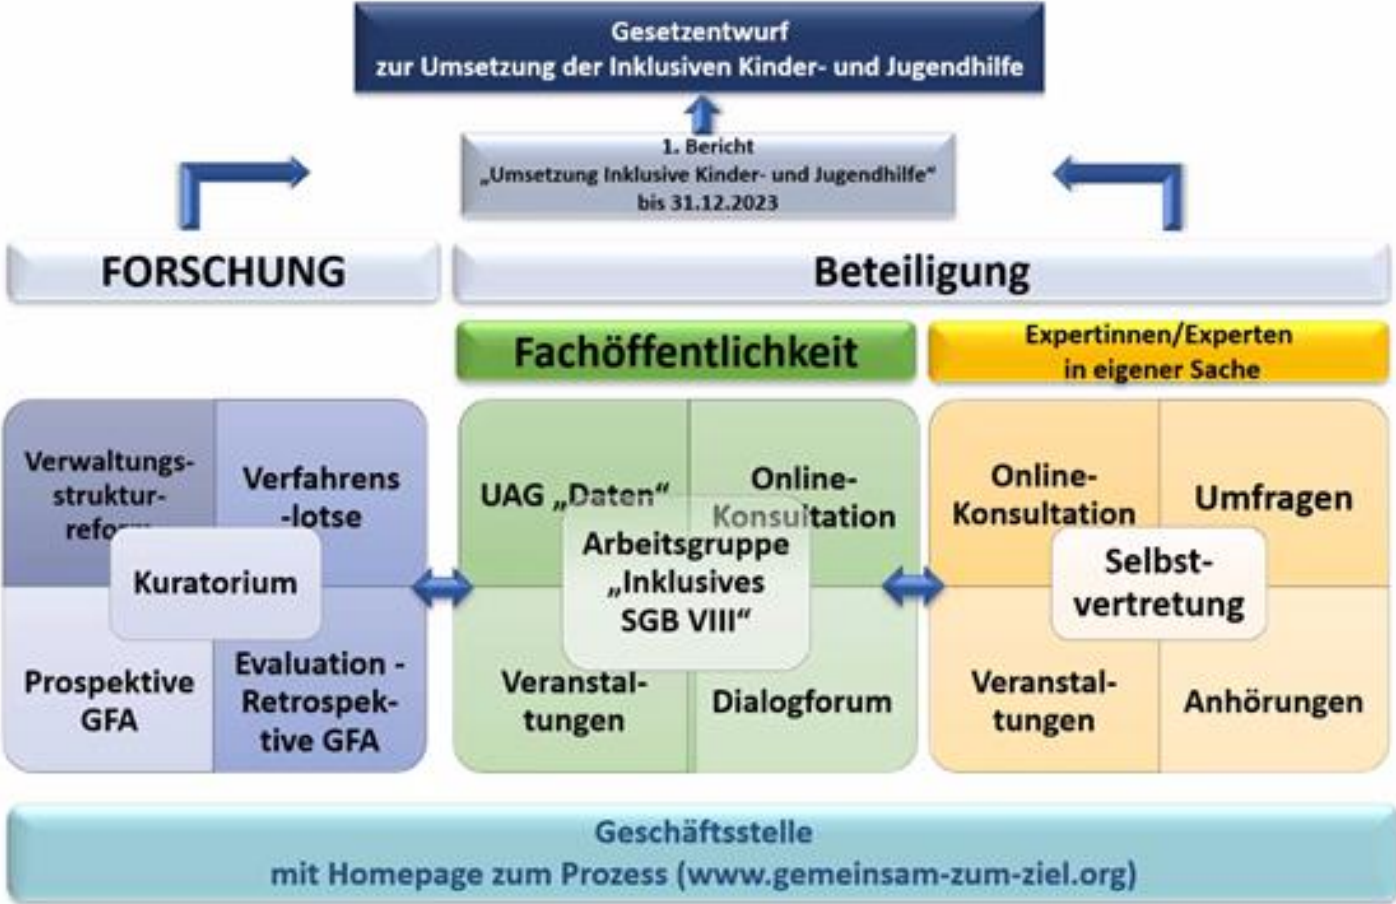 Gesetzentwurf
zur Umsetzung der Inklusiven Kinder- und Jugendhilfe
1. Bericht
„Umsetzung Inklusive Kinder- und Jugendhilfe“
bis 31.12.2023
FORSCHUNG
Beteiligung
Fachöffentlichkeit
Expertinnen/Experten
in eigener Sache
Verwaltungs-
struktur-
reform
Verfahrens
-lotse
Kuratorium
Prospektive
GFA
Evaluation -
Retrospek-
tive GFA
UAG „Daten“
Online-
Konsultation
Arbeitsgruppe
„Inklusives
SGB VIII“
Veranstal-
tungen
Dialogforum
Online-
Konsultation
Umfragen
Selbst-
vertretung
Veranstal-
tungen
Anhörungen
Geschäftsstelle
mit Homepage zum Prozess (www.gemeinsam-zum-ziel.org)